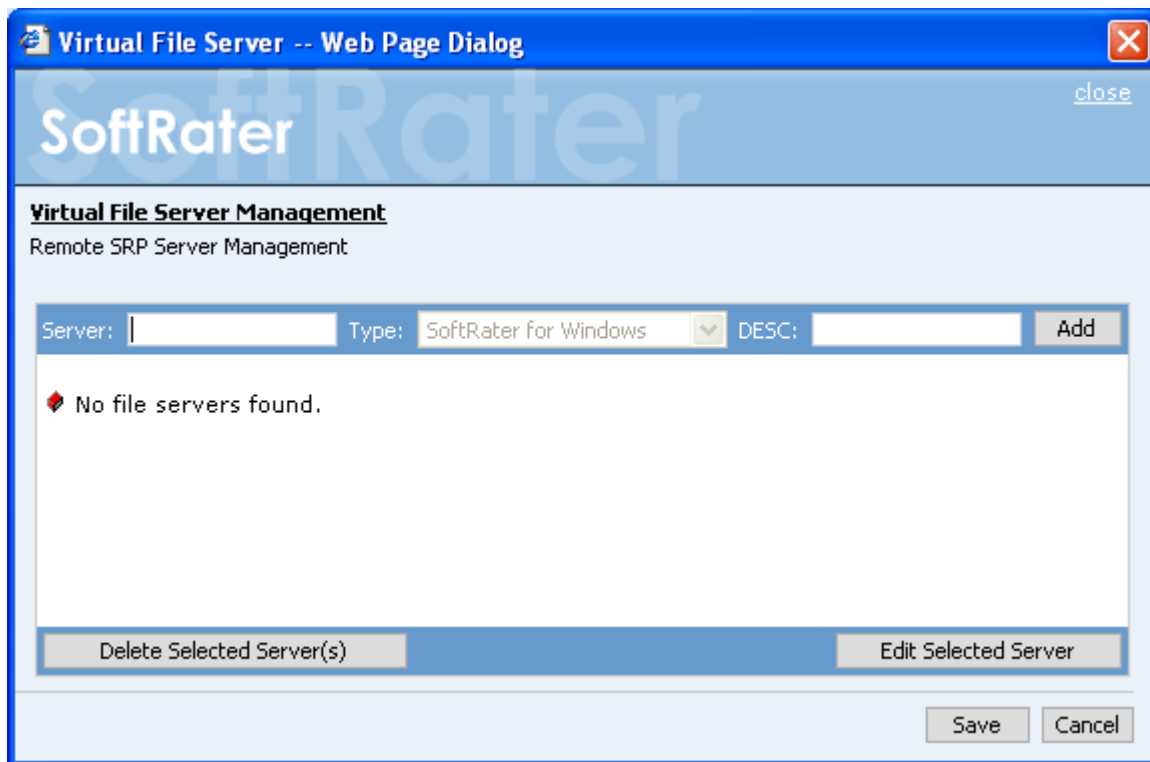 Virtual File Server -- Web Page Dialog
close
SoftRater
SoftRater
Virtual File Server Management
Remote SRP Server Management
Server: Type: SoftRater for Windows DESC: Add
No file servers found.
Delete Selected Server(s) Edit Selected Server
Save Cancel